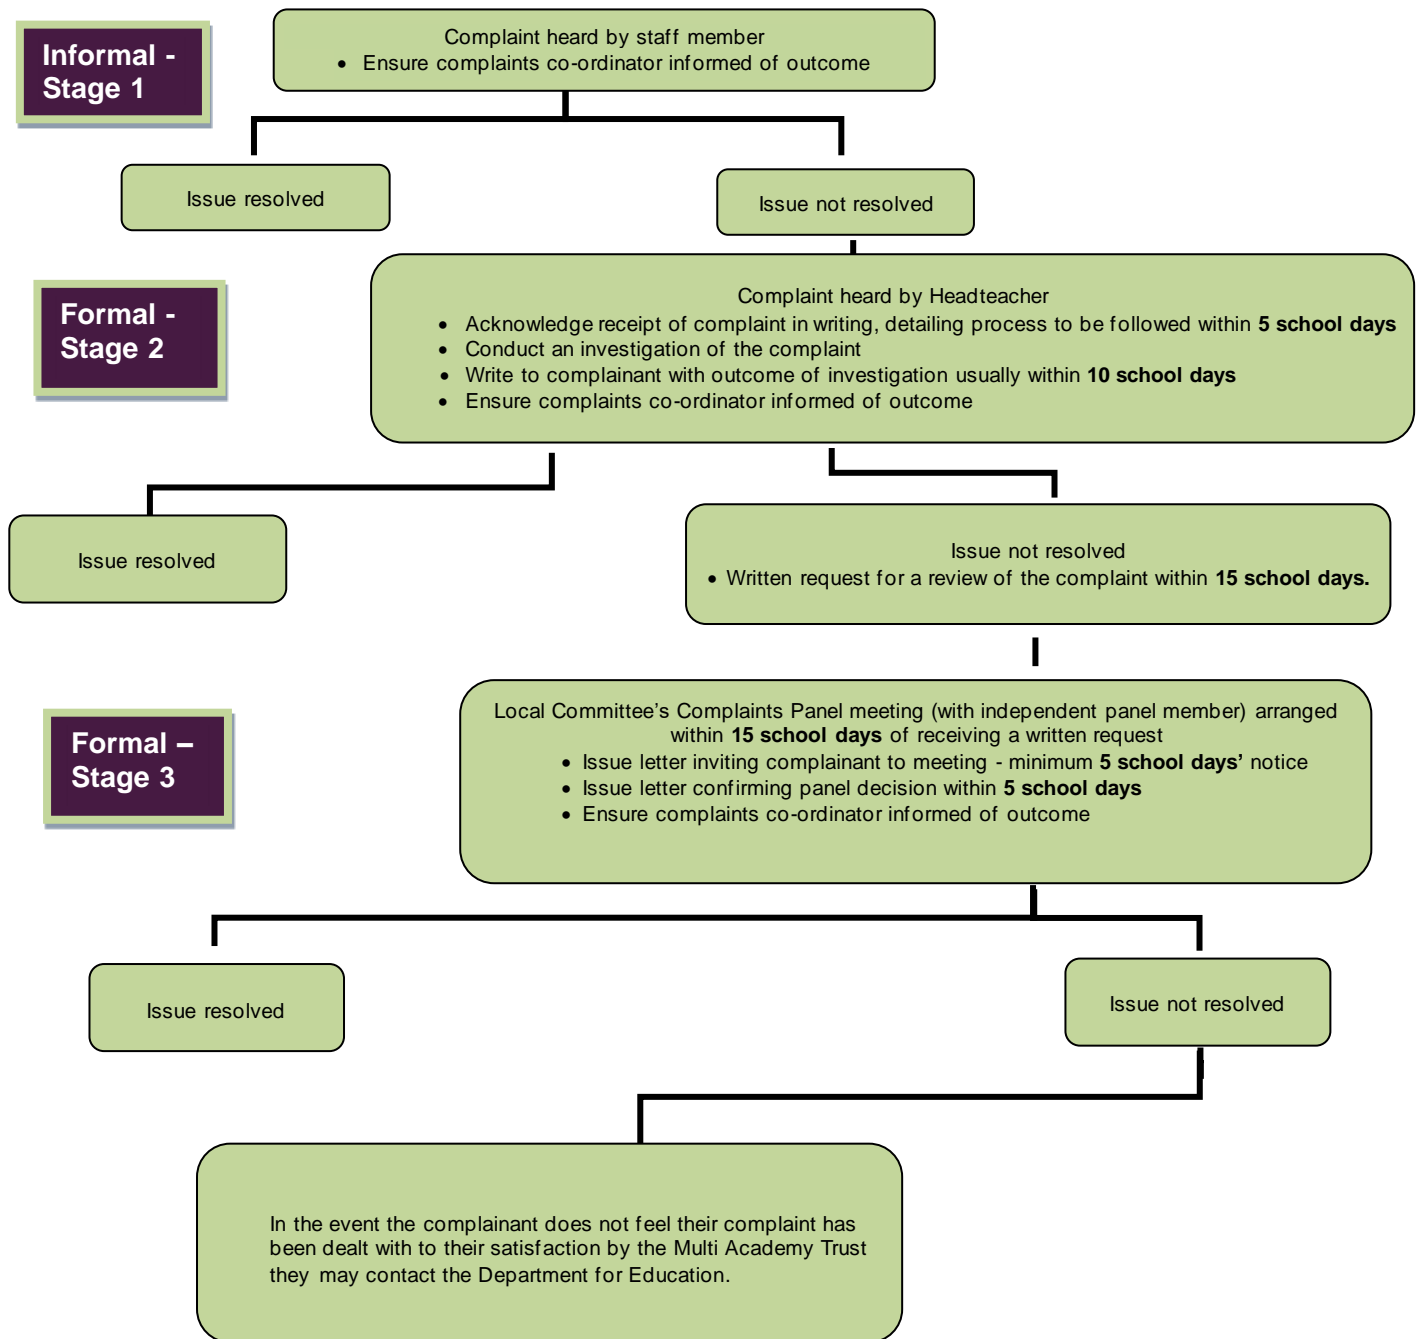 Informal -
Stage 1
Complaint heard by staff member
• Ensure complaints co-ordinator informed of outcome
Issue resolved
Issue not resolved
Formal -
Stage 2
Complaint heard by Headteacher
• Acknowledge receipt of complaint in writing, detailing process to be followed within 5 school days
• Conduct an investigation of the complaint
• Write to complainant with outcome of investigation usually within 10 school days
• Ensure complaints co-ordinator informed of outcome
Issue resolved
Issue not resolved
• Written request for a review of the complaint within 15 school days.
Formal –
Stage 3
Local Committee's Complaints Panel meeting (with independent panel member) arranged
within 15 school days of receiving a written request
• Issue letter inviting complainant to meeting - minimum 5 school days' notice
• Issue letter confirming panel decision within 5 school days
• Ensure complaints co-ordinator informed of outcome
Issue resolved
Issue not resolved
In the event the complainant does not feel their complaint has
been dealt with to their satisfaction by the Multi Academy Trust
they may contact the Department for Education.